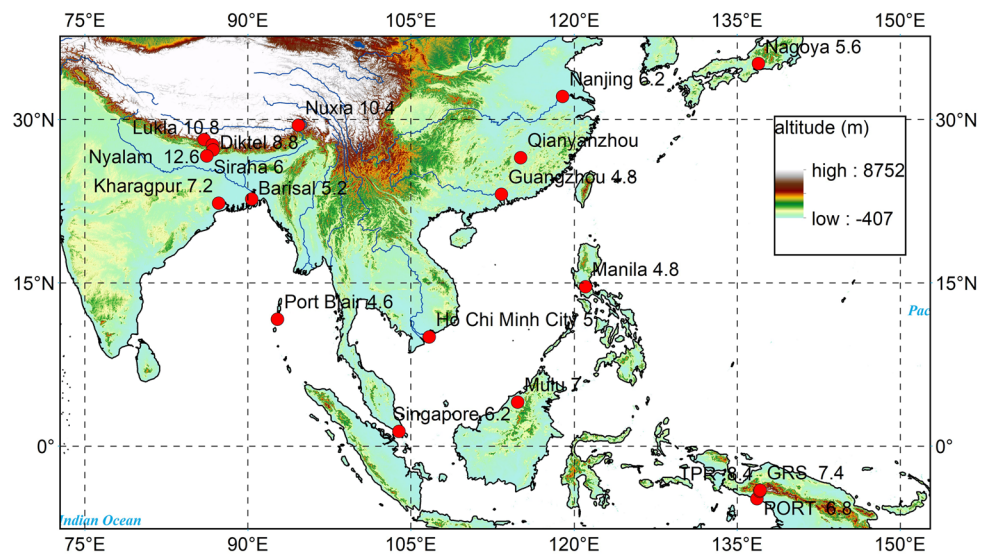 75°E 90°E 105°E 120°E 135°E 150°E
Nagoya 5.6
Nanjing 6.2
Nuxia 10.4
30°N 30°N
altitude (m)
Lukla 10.8
Diktel 8.8
Qianyanzhou
Nyalam 12.6
Siraha 6
high : 8752
Guangzhou 4.8
Kharagpur 7.2
Barisal 5.2
low : -407
Manila 4.8
15°N 15°N
Port Blair 4.6
Pac
Ho Chi Minh City 5
Mulu 7
Singapore 6.2
0° 0°
TPR 8.4
GRS 7.4
PORT 6.8
Indian Ocean
75°E 90°E 105°E 120°E 135°E 150°E